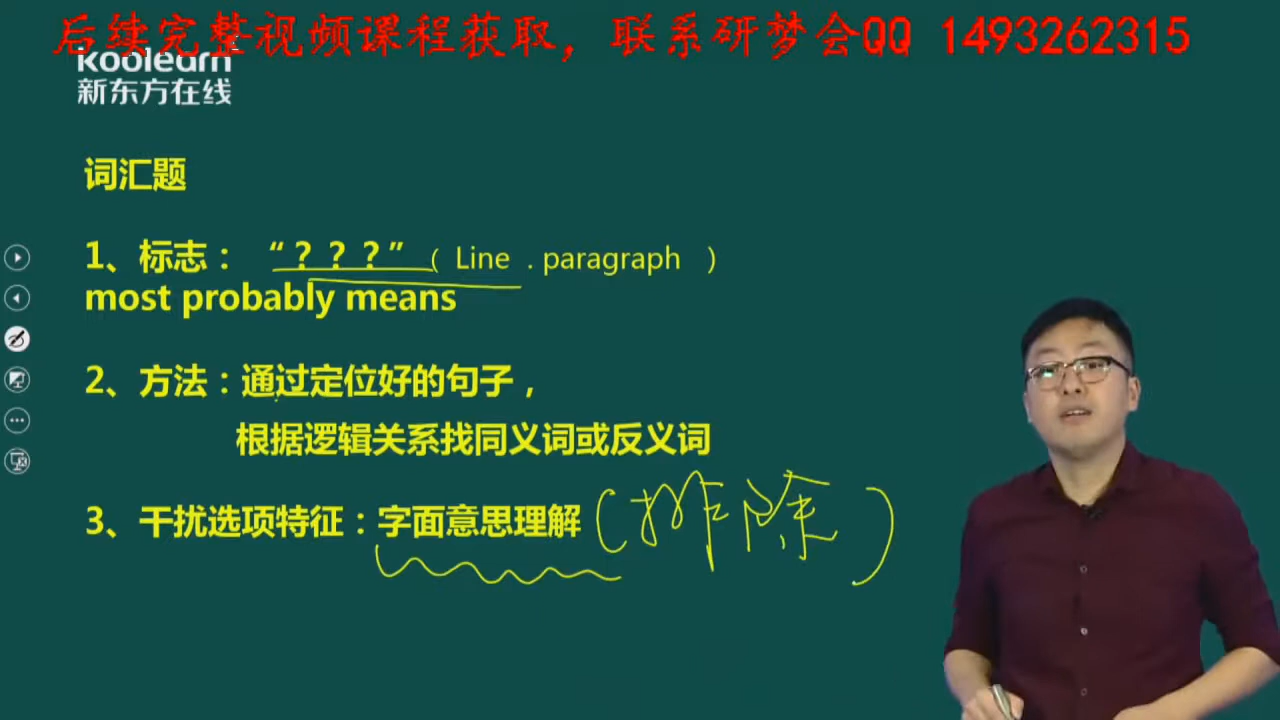 后续完整视频课程获取，联系研梦会QQ 1493262315
koolearn
新东方在线
词汇题
1、标志：“？？？”（ Line . paragraph ）
most probably means
2、方法：通过定位好的句子，
根据逻辑关系找同义词或反义词
3、干扰选项特征：字面意思理解（排除）